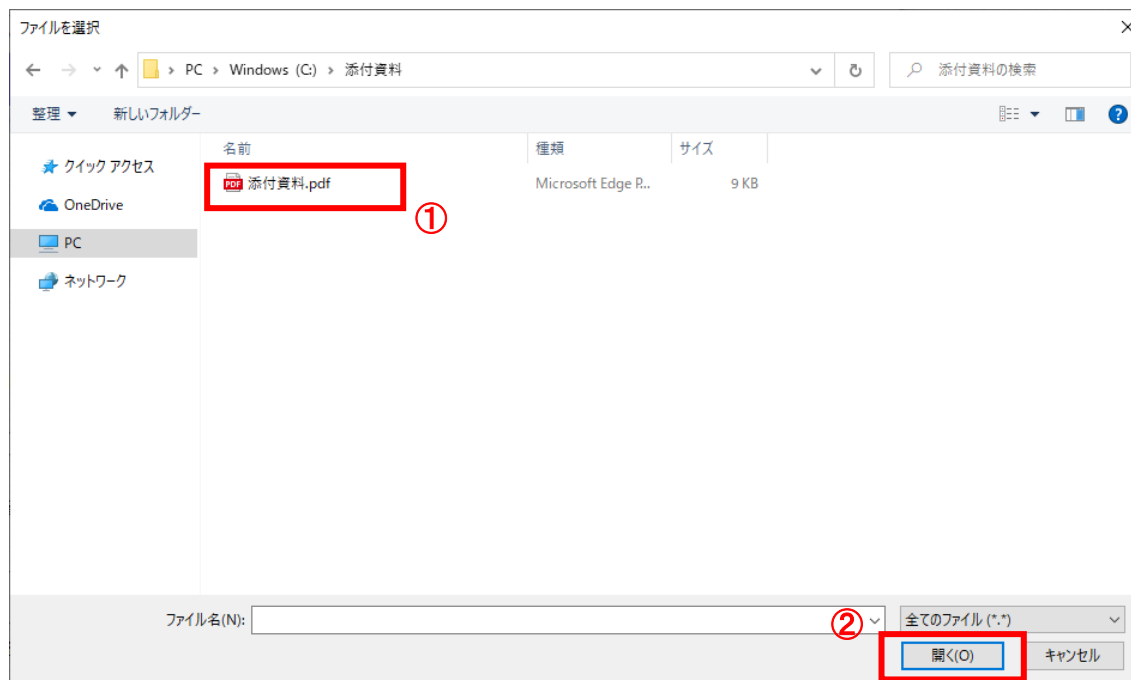 ファイルを選択
PC › Windows (C:) › 添付資料
添付資料の検索
整理
新しいフォルダー
名前 種類 サイズ
クイック アクセス
PDF 添付資料.pdf Microsoft Edge P... 9 KB
①
OneDrive
PC
ネットワーク
ファイル名(N):
② 全てのファイル (*.*)
開く(O) キャンセル